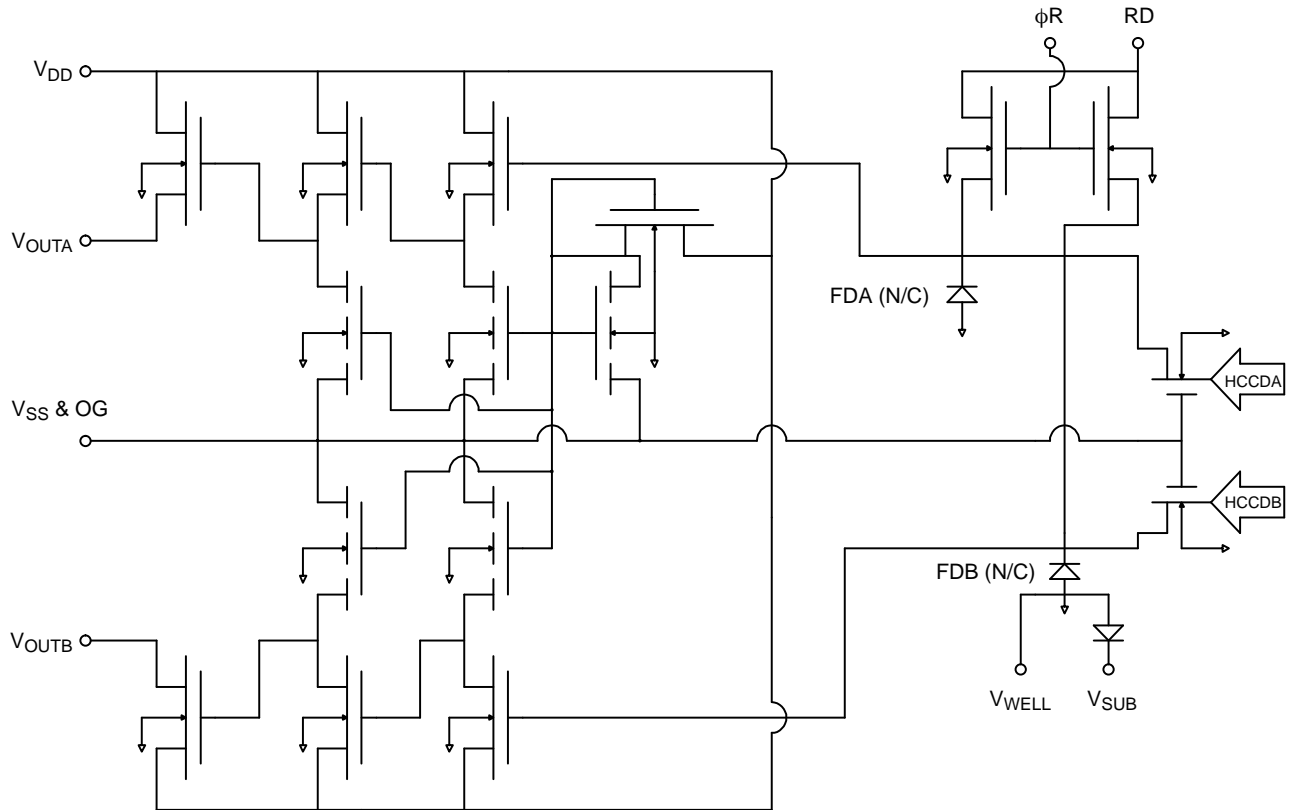 ϕR
RD
V_DD
V_OUTA
FDA (N/C)
HCCDA
V_SS & OG
HCCDB
FDB (N/C)
V_OUTB
V_WELL
V_SUB